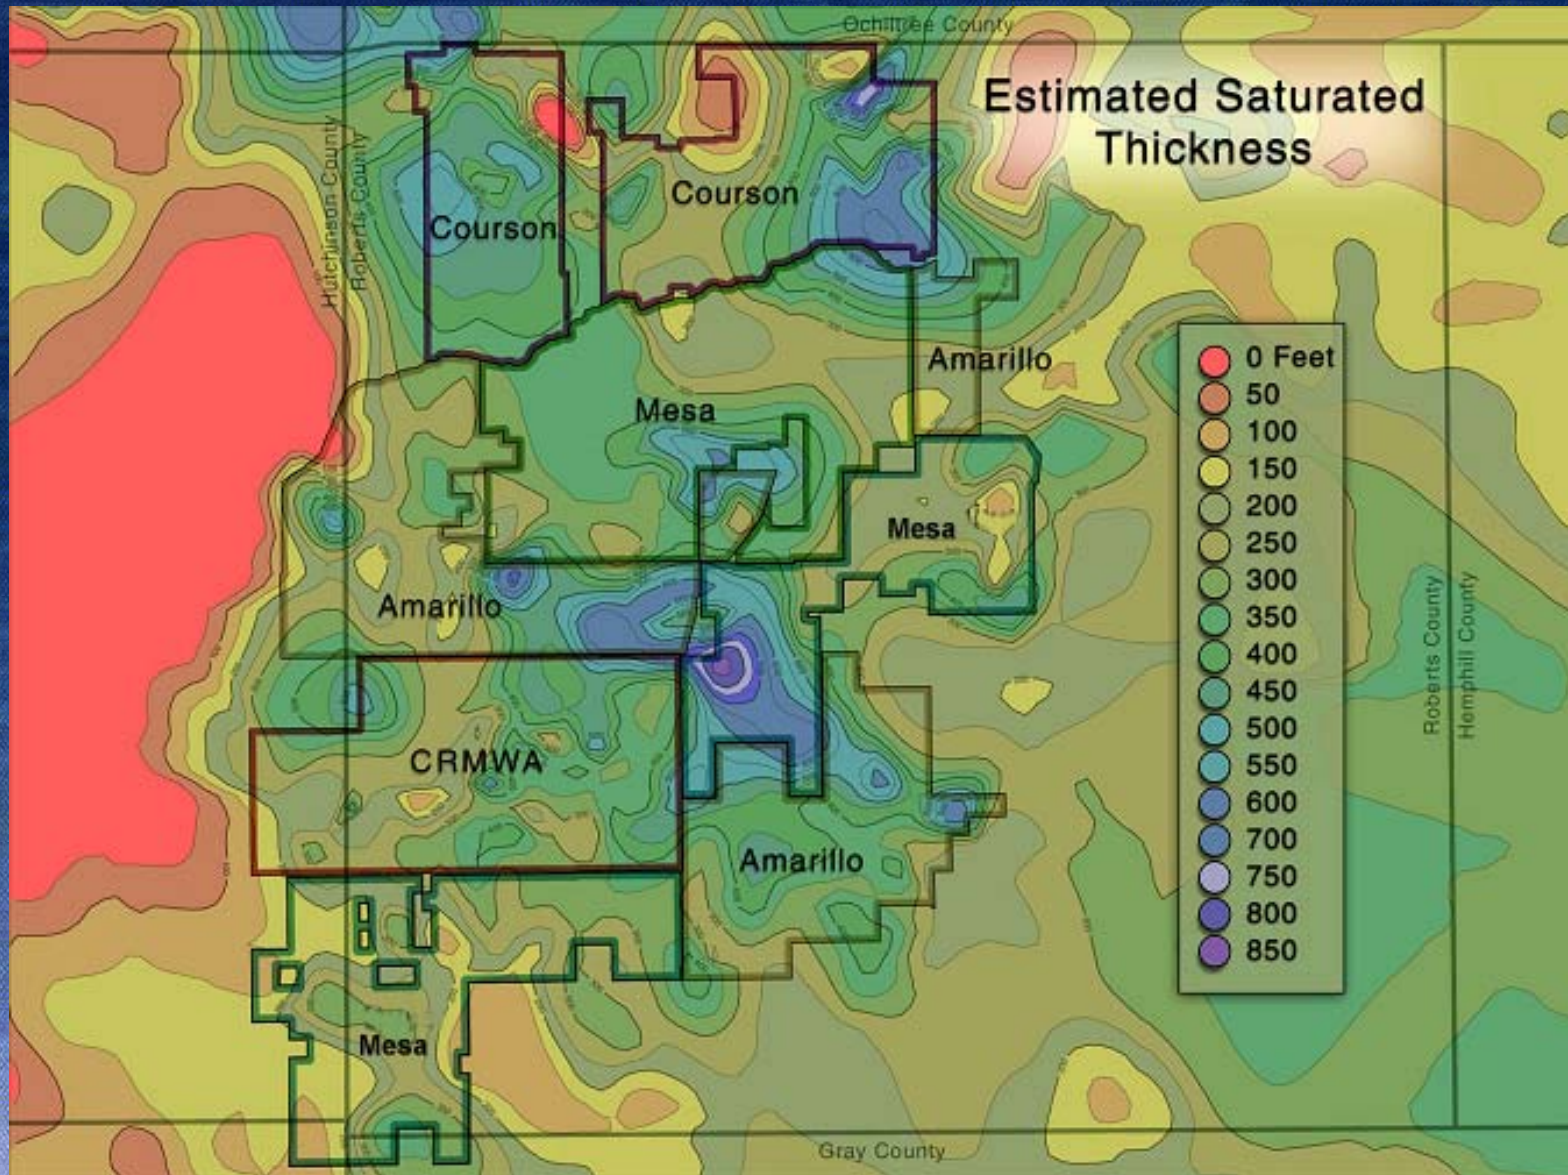 Ochiltree County
Estimated Saturated
Thickness
Hutchinson County
Roberts County
Courson
Courson
Amarillo
Mesa
Mesa
Amarillo
CRMWA
Amarillo
Mesa
0 Feet
50
100
150
200
250
300
350
400
450
500
550
600
700
750
800
850
Roberts County
Hemphill County
Gray County